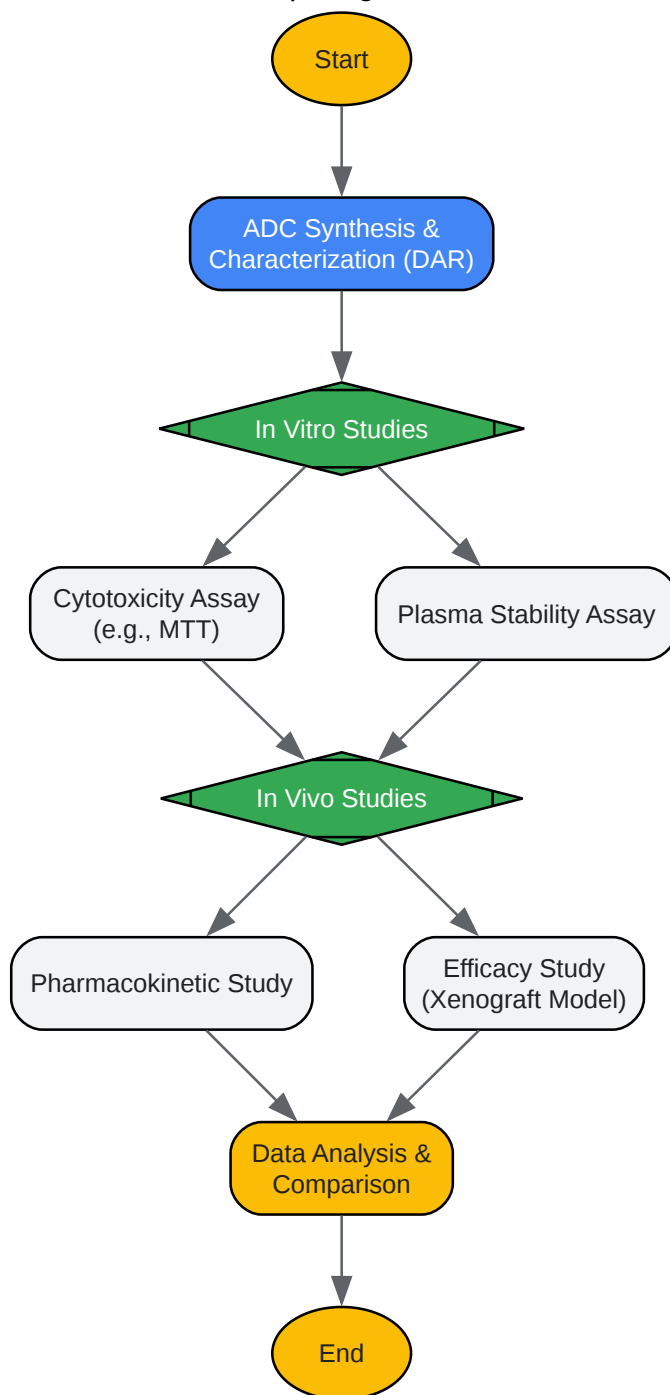 Start
ADC Synthesis &
Characterization (DAR)
In Vitro Studies
Cytotoxicity Assay
(e.g., MTT)
Plasma Stability Assay
In Vivo Studies
Pharmacokinetic Study
Efficacy Study
(Xenograft Model)
Data Analysis &
Comparison
End